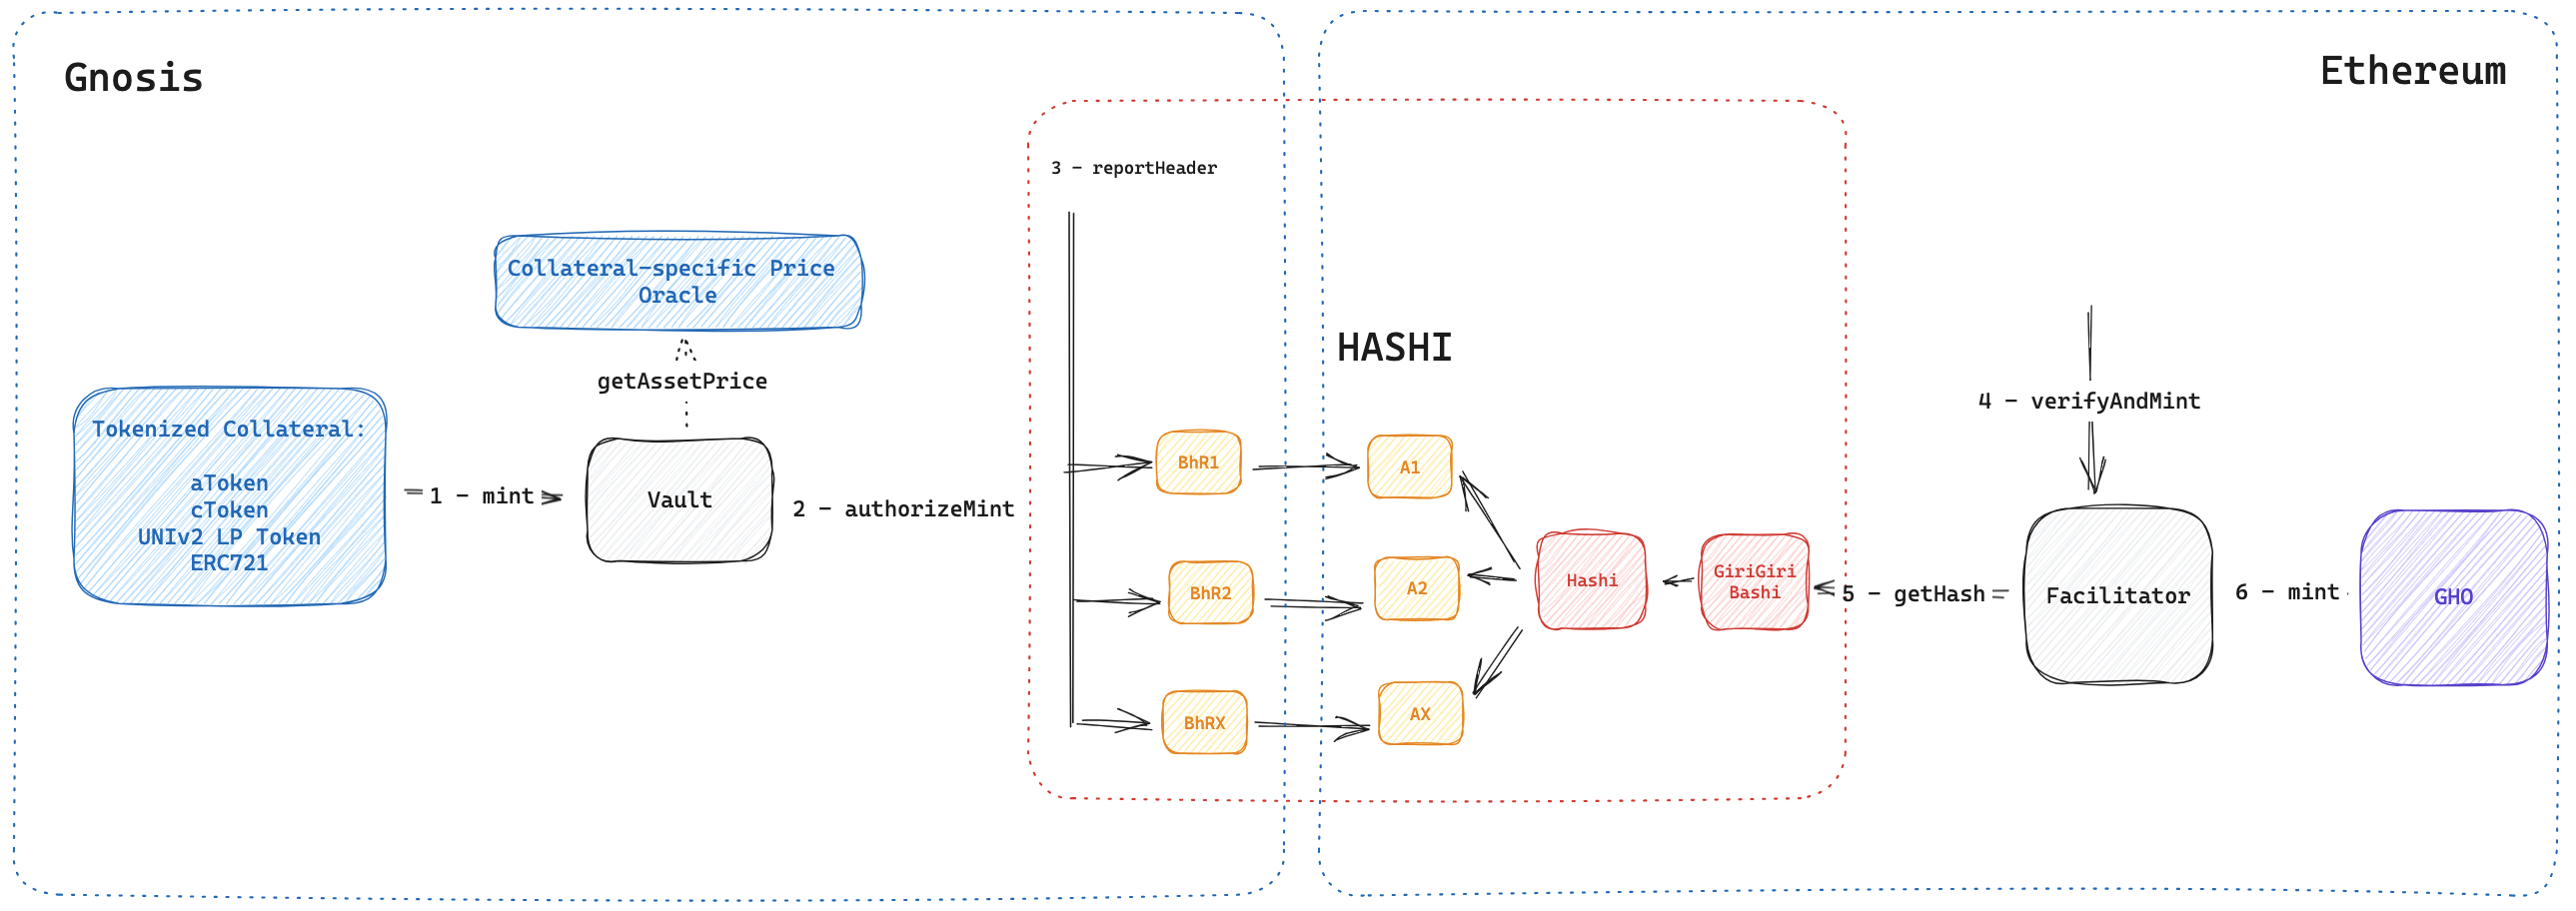 Gnosis
Ethereum
3 - reportHeader
Collateral-specific Price
Oracle
HASHI
getAssetPrice
4 - verifyAndMint
Tokenized Collateral:
aToken
cToken
UNIv2 LP Token
ERC721
1 - mint
Vault
2 - authorizeMint
BhR1
A1
BhR2
A2
BhRX
AX
Hashi
GiriGiri
Bashi
5 - getHash
Facilitator
6 - mint
GHO